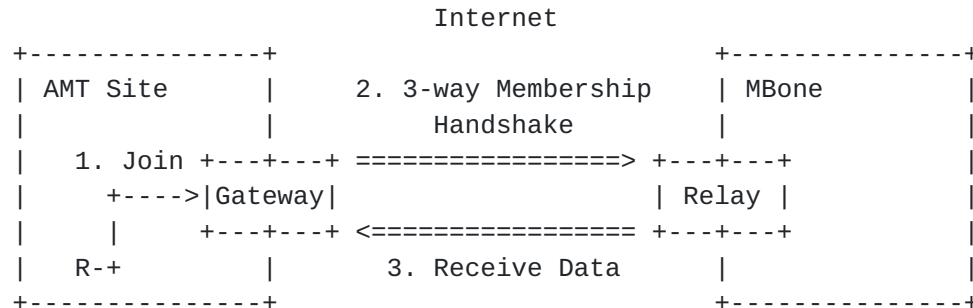 Internet
+---------------+                            +---------------+
| AMT Site      |     2. 3-way Membership    | MBone         |
|               |          Handshake         |               |
|   1. Join +---+---+ =================> +---+---+           |
|     +---->|Gateway|                    | Relay |           |
|     |     +---+---+ <================= +---+---+           |
|   R-+         |       3. Receive Data      |               |
+---------------+                            +---------------+